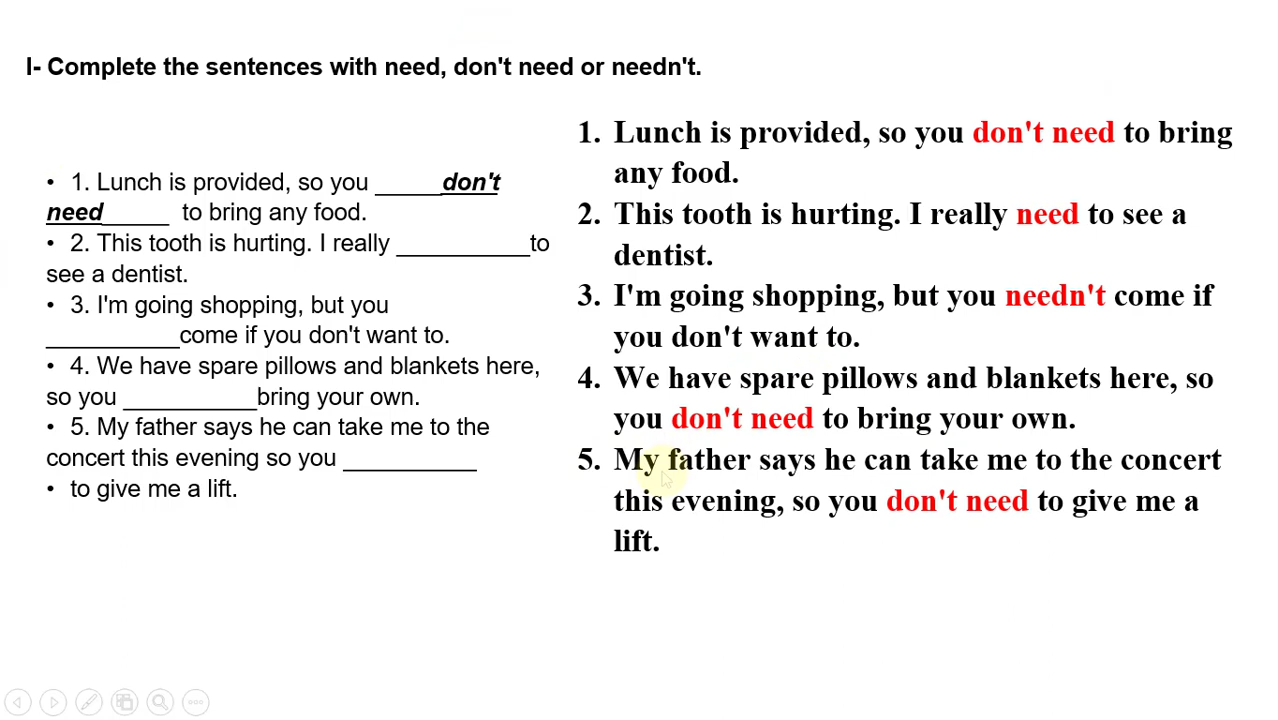 I- Complete the sentences with need, don't need or needn't.
• 1. Lunch is provided, so you _____don't
need_____ to bring any food.
• 2. This tooth is hurting. I really __________to
see a dentist.
• 3. I'm going shopping, but you
__________come if you don't want to.
• 4. We have spare pillows and blankets here,
so you __________bring your own.
• 5. My father says he can take me to the
concert this evening so you __________
• to give me a lift.
1. Lunch is provided, so you don't need to bring
any food.
2. This tooth is hurting. I really need to see a
dentist.
3. I'm going shopping, but you needn't come if
you don't want to.
4. We have spare pillows and blankets here, so
you don't need to bring your own.
5. My father says he can take me to the concert
this evening, so you don't need to give me a
lift.